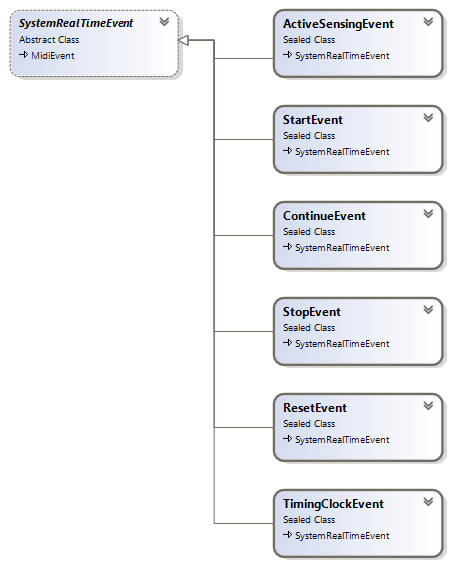 SystemRealTimeEvent
Abstract Class
MidiEvent
ActiveSensingEvent
Sealed Class
SystemRealTimeEvent
StartEvent
Sealed Class
SystemRealTimeEvent
ContinueEvent
Sealed Class
SystemRealTimeEvent
StopEvent
Sealed Class
SystemRealTimeEvent
ResetEvent
Sealed Class
SystemRealTimeEvent
TimingClockEvent
Sealed Class
SystemRealTimeEvent